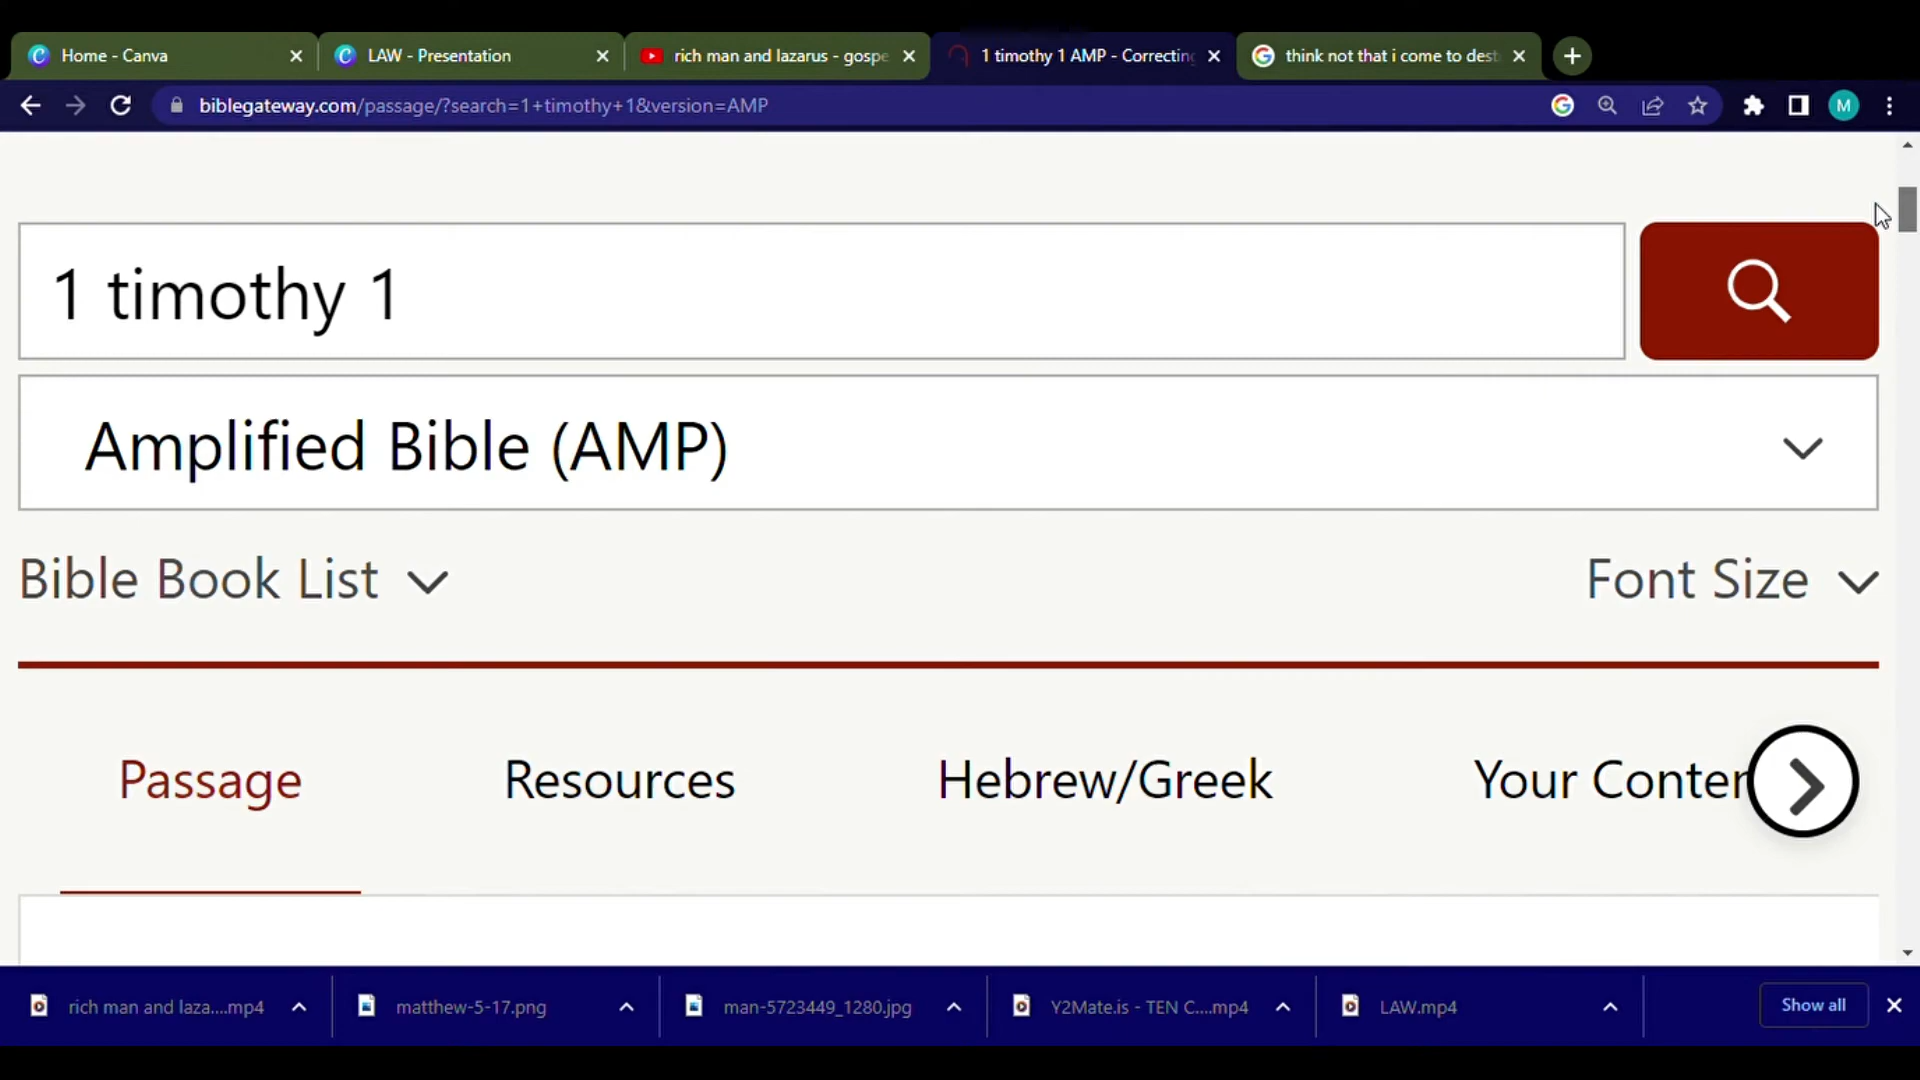 Home - Canva
LAW - Presentation
rich man and lazarus - gospe
1 timothy 1 AMP - Correcting
think not that i come to dest
biblegateway.com/passage/?search=1+timothy+1&version=AMP
M
1 timothy 1
Amplified Bible (AMP)
Bible Book List
Font Size
Passage
Resources
Hebrew/Greek
Your Conten
rich man and laza....mp4
matthew-5-17.png
man-5723449_1280.jpg
Y2Mate.is - TEN C....mp4
LAW.mp4
Show all